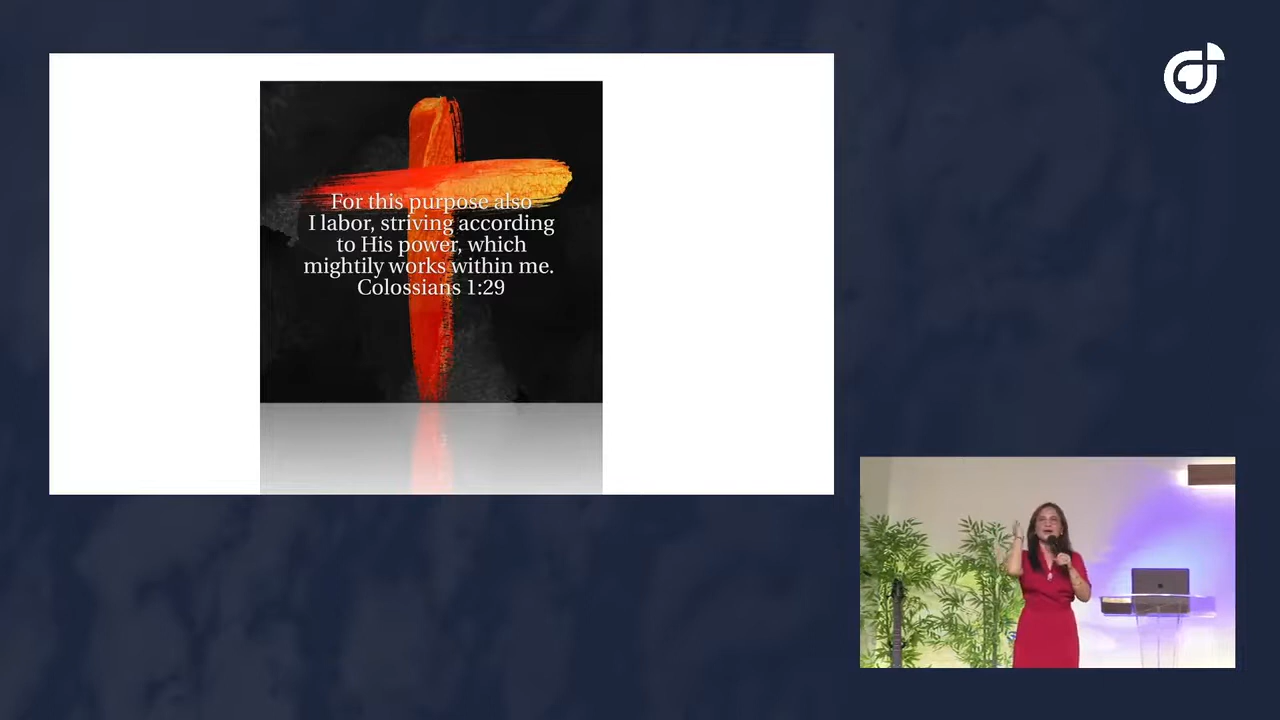 For this purpose also
I labor, striving according
to His power, which
mightily works within me.
Colossians 1:29